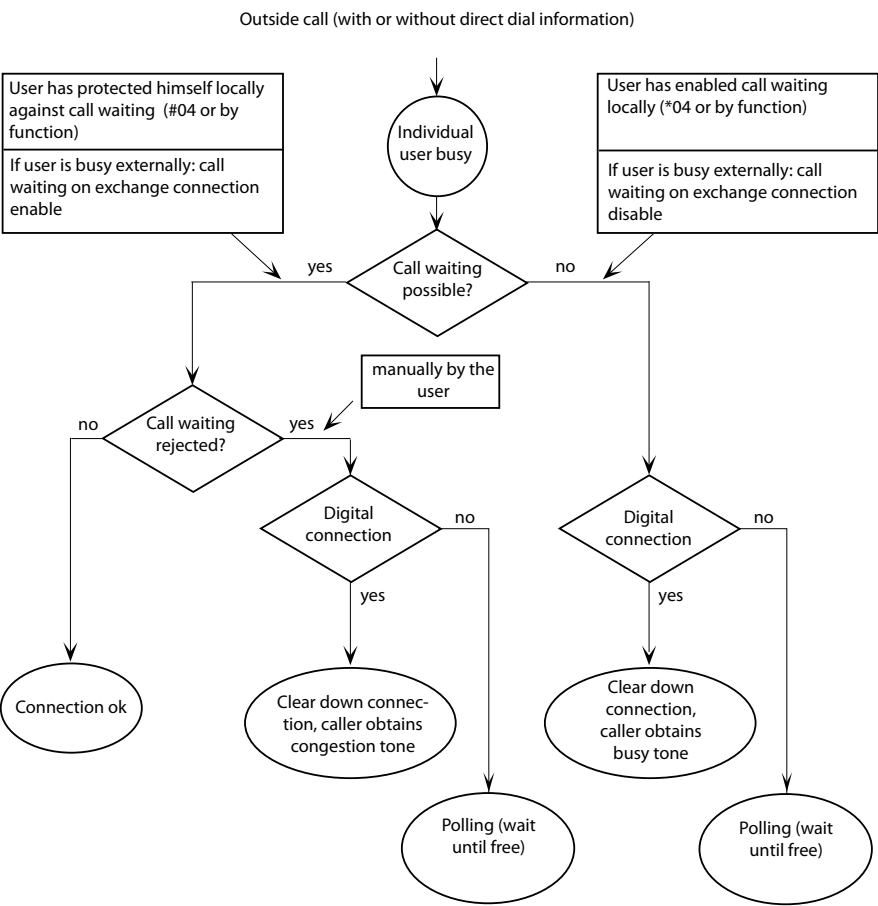 Outside call (with or without direct dial information)
User has protected himself locally
against call waiting (#04 or by
function)
If user is busy externally: call
waiting on exchange connection
enable
Individual
user busy
User has enabled call waiting
locally (*04 or by function)
If user is busy externally: call
waiting on exchange connection
disable
yes
Call waiting
possible?
no
manually by the
user
no
Call waiting
rejected?
yes
Digital
connection
no
yes
Digital
connection
no
yes
Connection ok
Clear down connec-
tion, caller obtains
congestion tone
Clear down
connection,
caller obtains
busy tone
Polling (wait
until free)
Polling (wait
until free)